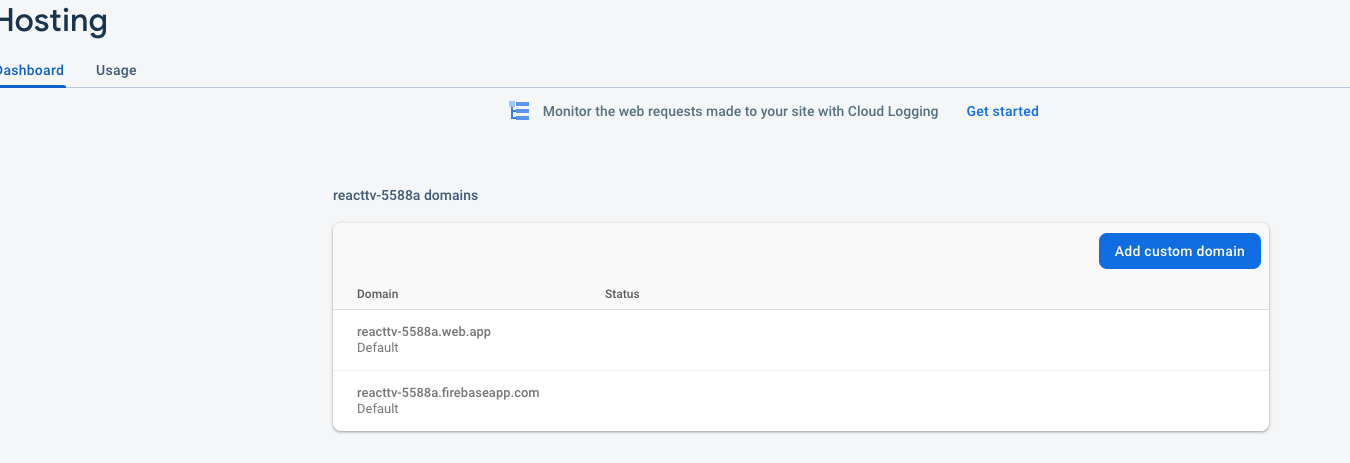 Hosting
Dashboard
Usage
Monitor the web requests made to your site with Cloud Logging
Get started
reacttv-5588a domains
Add custom domain
Domain
Status
reacttv-5588a.web.app
Default
reacttv-5588a.firebaseapp.com
Default